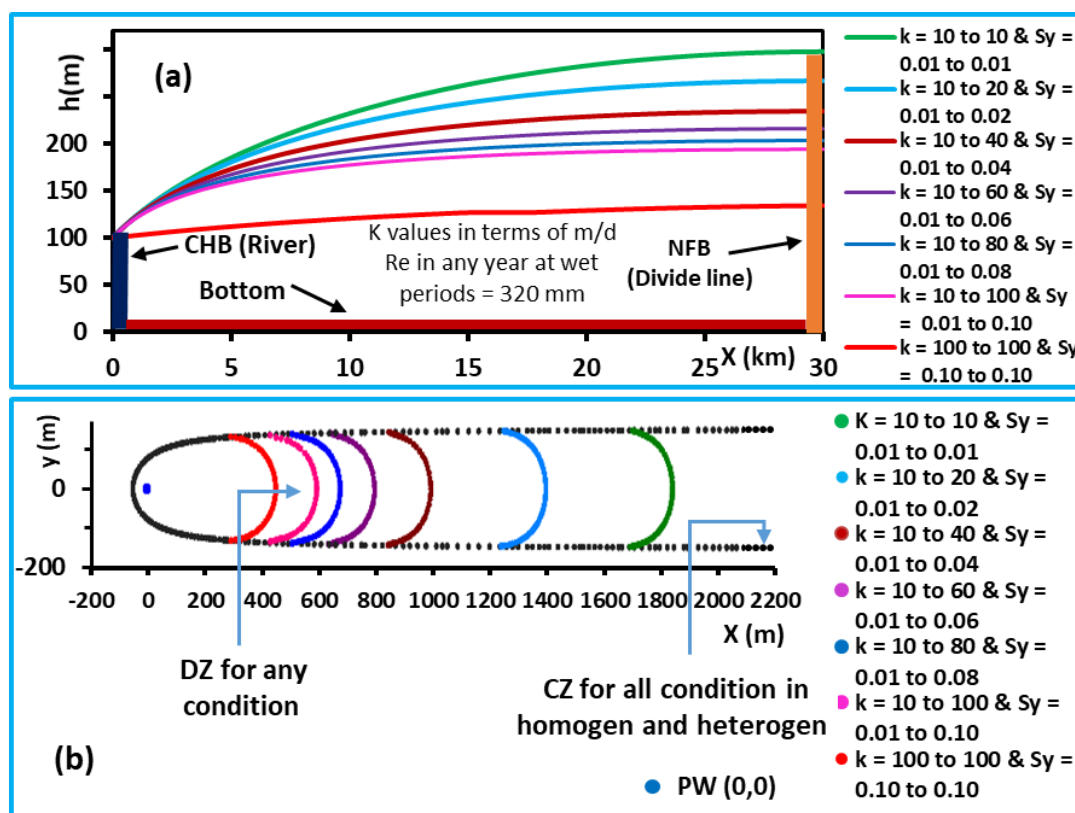 (a)
h(m)
200
150
100
50
0
0
5
10
15
20
25
30
X (km)
CHB (River)
Bottom
K values in terms of m/d
Re in any year at wet
periods = 320 mm
NFB
(Divide line)
k = 10 to 10 & Sy =
0.01 to 0.01
k = 10 to 20 & Sy =
0.01 to 0.02
k = 10 to 40 & Sy =
0.01 to 0.04
k = 10 to 60 & Sy =
0.01 to 0.06
k = 10 to 80 & Sy =
0.01 to 0.08
k = 10 to 100 & Sy
= 0.01 to 0.10
k = 100 to 100 & Sy
= 0.10 to 0.10
y (m)
0
-200
-200
0
200
400
600
800
1000
1200
1400
1600
1800
2000
2200
X (m)
DZ for any
condition
CZ for all condition in
homogen and heterogen
(b)
PW (0,0)
K = 10 to 10 & Sy =
0.01 to 0.01
k = 10 to 20 & Sy =
0.01 to 0.02
k = 10 to 40 & Sy =
0.01 to 0.04
k = 10 to 60 & Sy =
0.01 to 0.06
k = 10 to 80 & Sy =
0.01 to 0.08
k = 10 to 100 & Sy =
0.01 to 0.10
k = 100 to 100 & Sy =
0.10 to 0.10